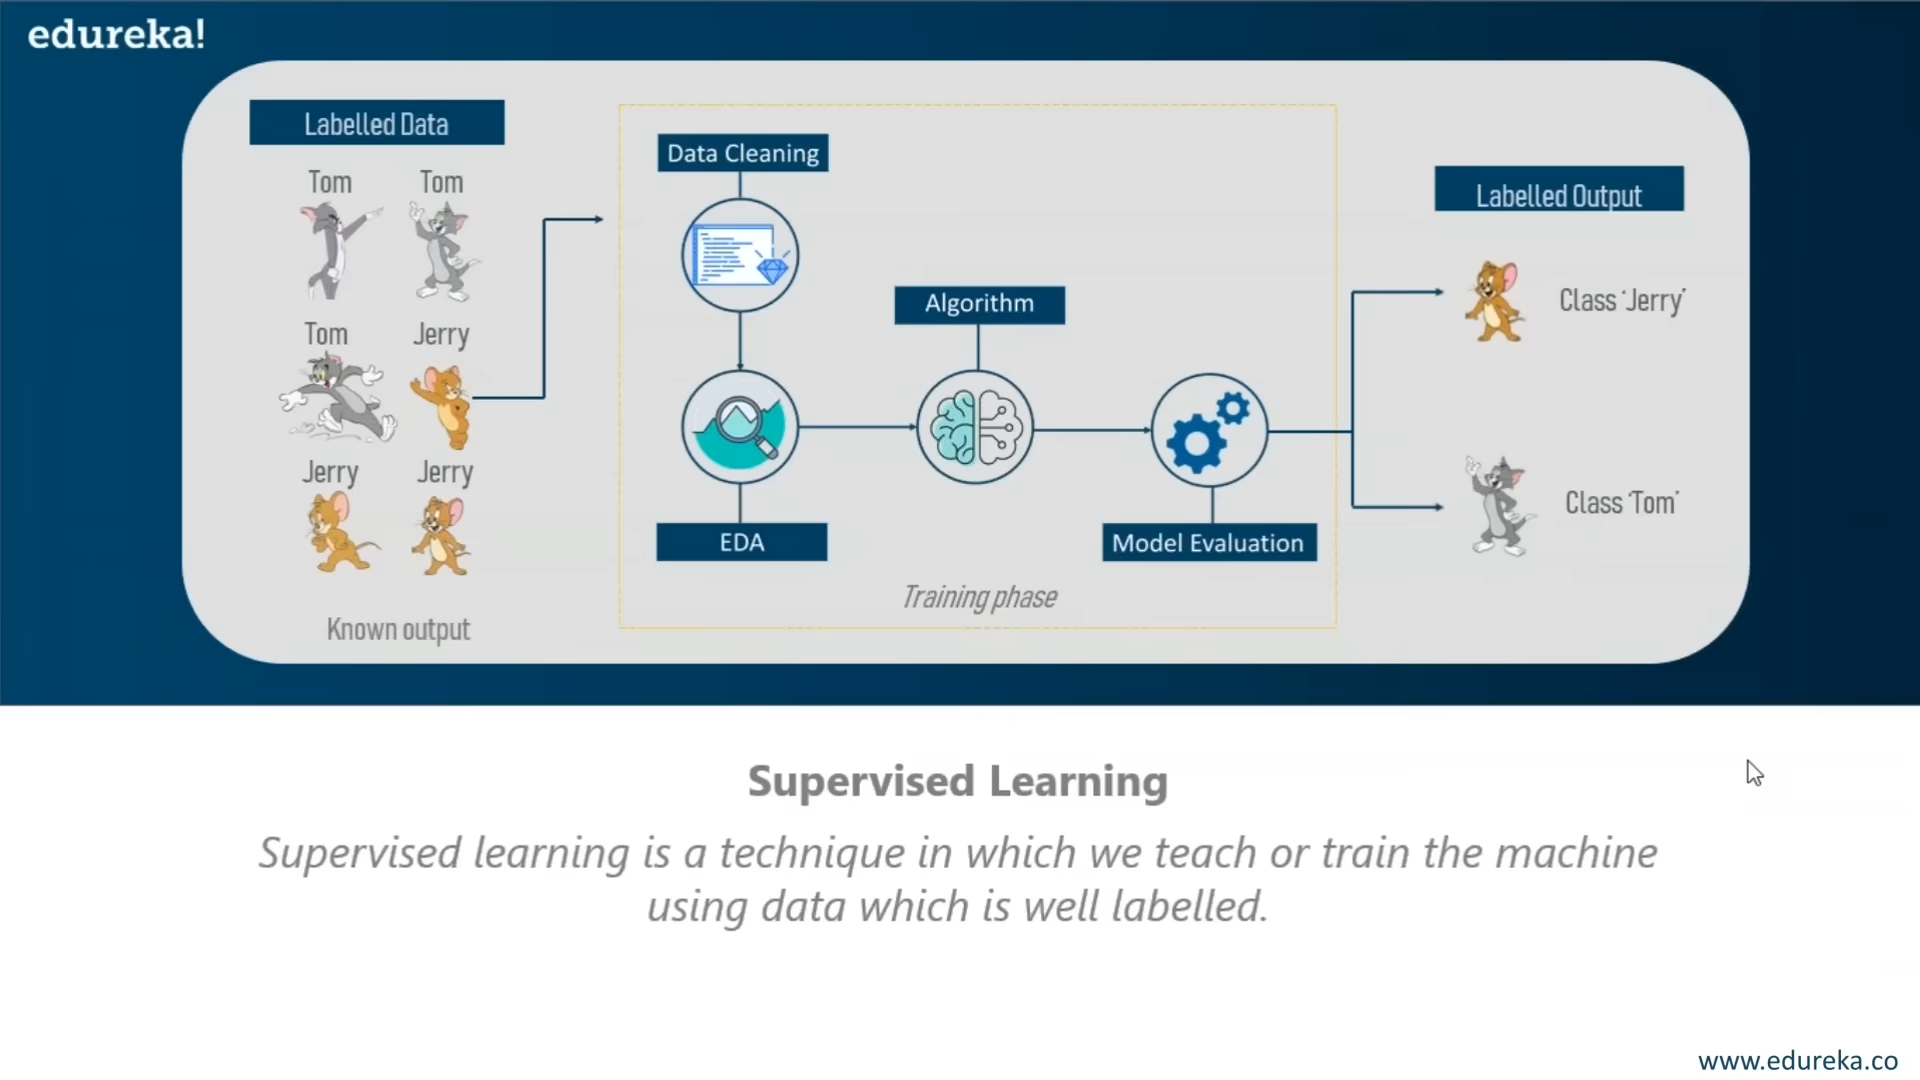 edureka!
Labelled Data
Tom Tom
Tom Jerry
Jerry Jerry
Known output
Data Cleaning
EDA
Algorithm
Model Evaluation
Training phase
Labelled Output
Class ‘Jerry’
Class ‘Tom’
Supervised Learning
Supervised learning is a technique in which we teach or train the machine
using data which is well labelled.
www.edureka.co